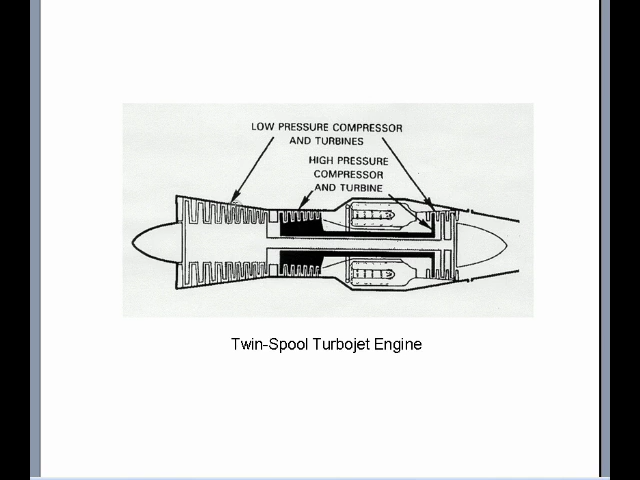 LOW PRESSURE COMPRESSOR
AND TURBINES
HIGH PRESSURE
COMPRESSOR
AND TURBINE
Twin-Spool Turbojet Engine